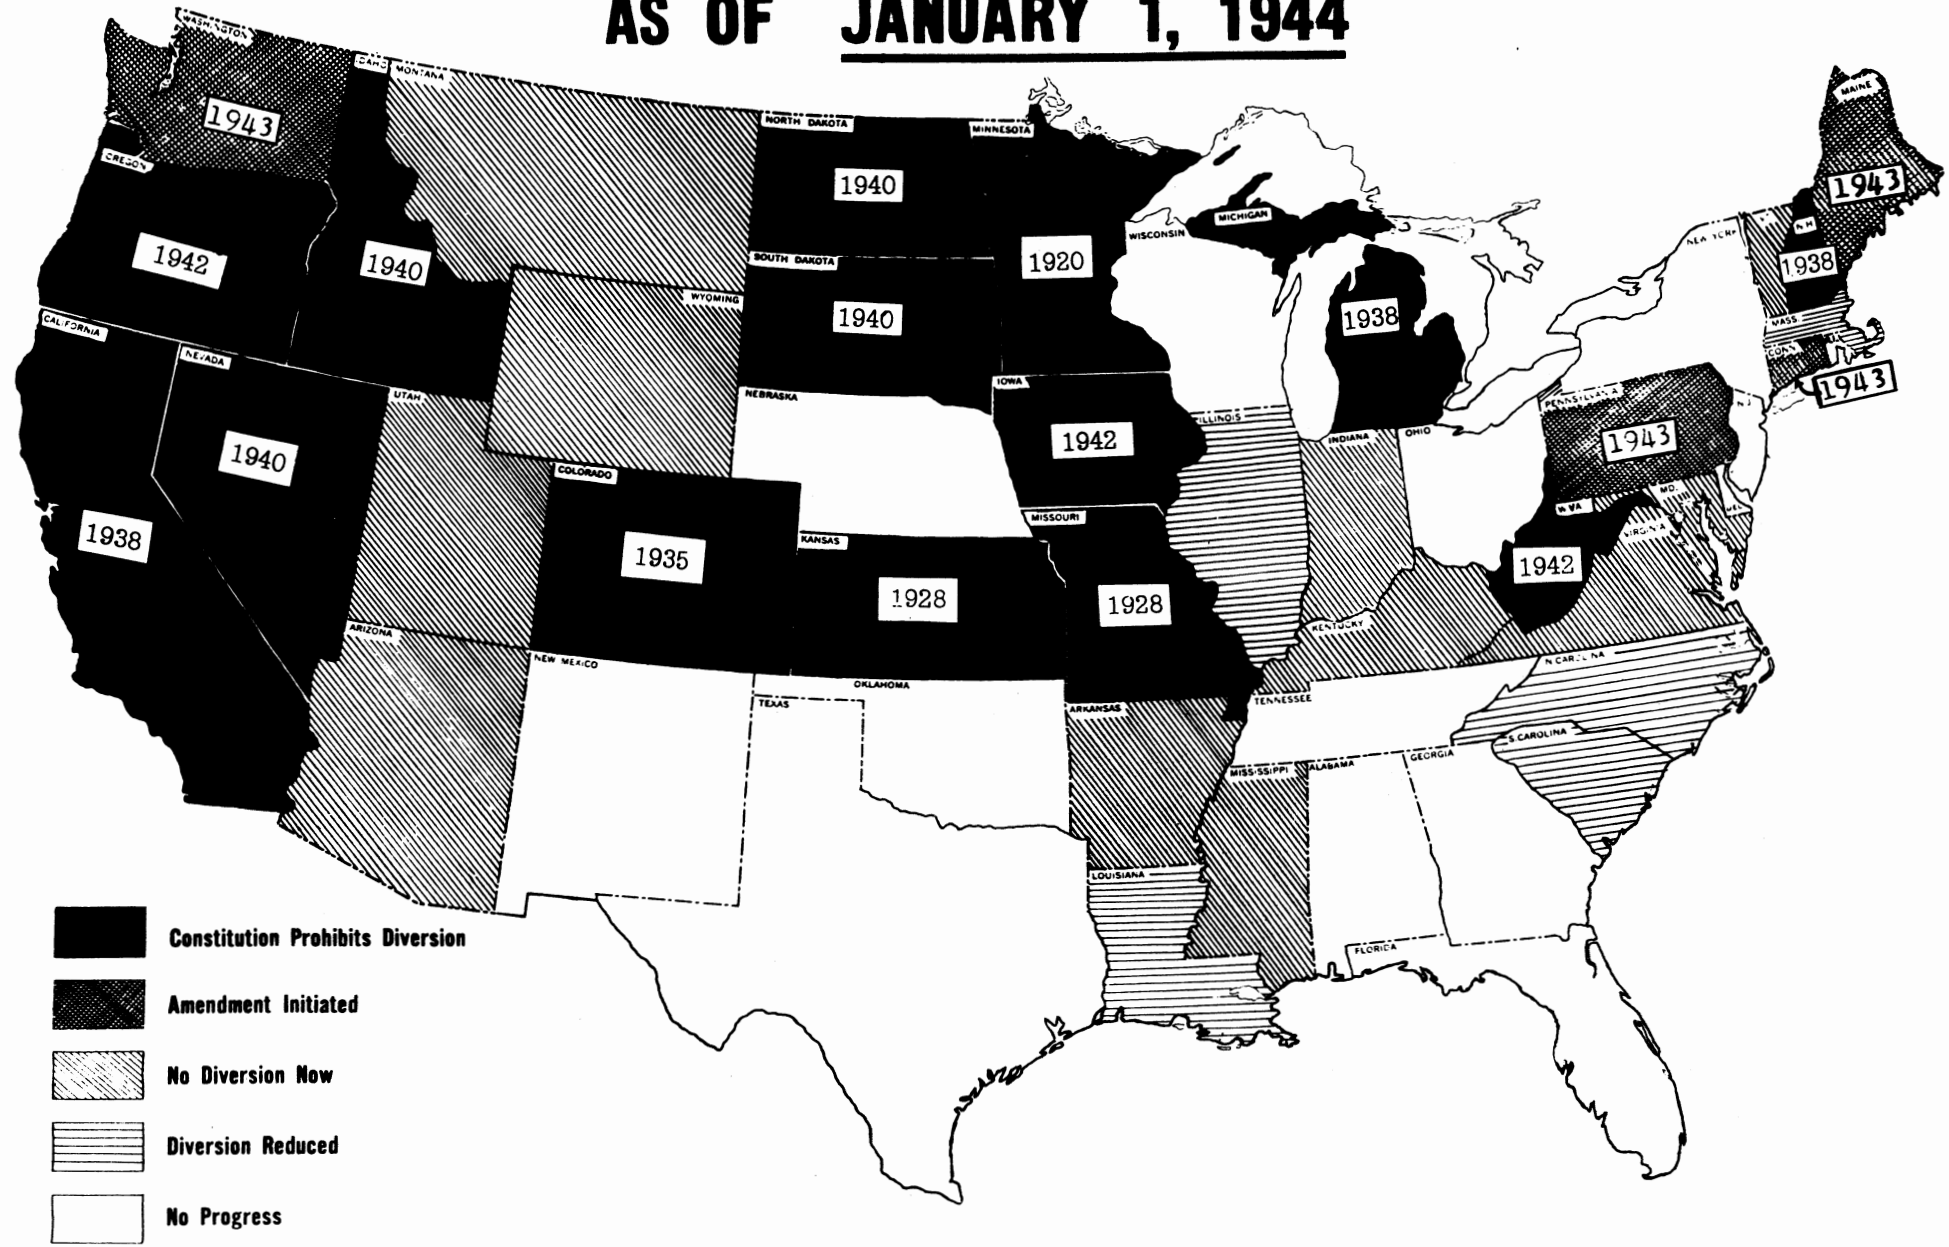 AS OF JANUARY 1, 1944
WASHINGTON
1943
IDAHO
MONTANA
NORTH DAKOTA
MINNESOTA
MAINE
1943
OREGON
1942
1940
1940
1920
MICHIGAN
WISCONSIN
NEW YORK
N H
1938
SOUTH DAKOTA
WYOMING
1940
1938
MASS.
CONN
1943
CALIFORNIA
NEVADA
UTAH
NEBRASKA
IOWA
1942
ILLINOIS
INDIANA
OHIO
PENNSYLVANIA
1943
N J
1940
COLORADO
1935
KANSAS
1928
MISSOURI
1928
W VA
1942
MD.
DEL
VIRGINIA
1938
KENTUCKY
ARIZONA
NEW MEXICO
OKLAHOMA
TEXAS
ARKANSAS
TENNESSEE
N CAROLINA
S. CAROLINA
MISSISSIPPI
ALABAMA
GEORGIA
LOUISIANA
FLORIDA
Constitution Prohibits Diversion
Amendment Initiated
No Diversion Now
Diversion Reduced
No Progress